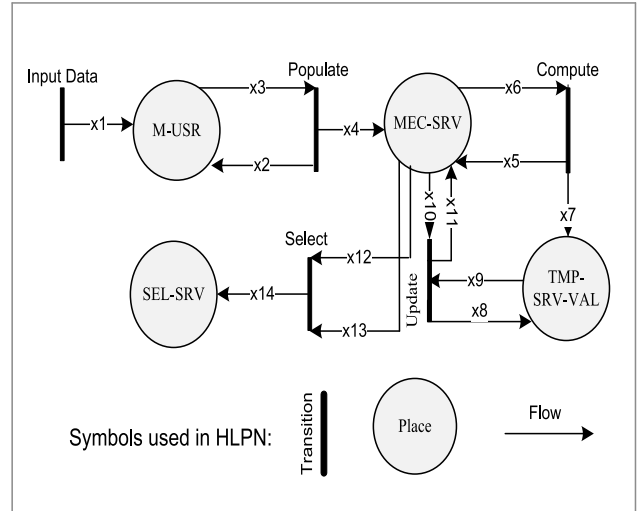 Input Data
Populate
Compute
x1
M-USR
x3
x2
x4
MEC-SRV
x6
x5
x7
x10
x11
Select
x12
x13
x14
SEL-SRV
Update
x9
x8
TMP-
SRV-VAL
Symbols used in HLPN:
Transition
Place
Flow